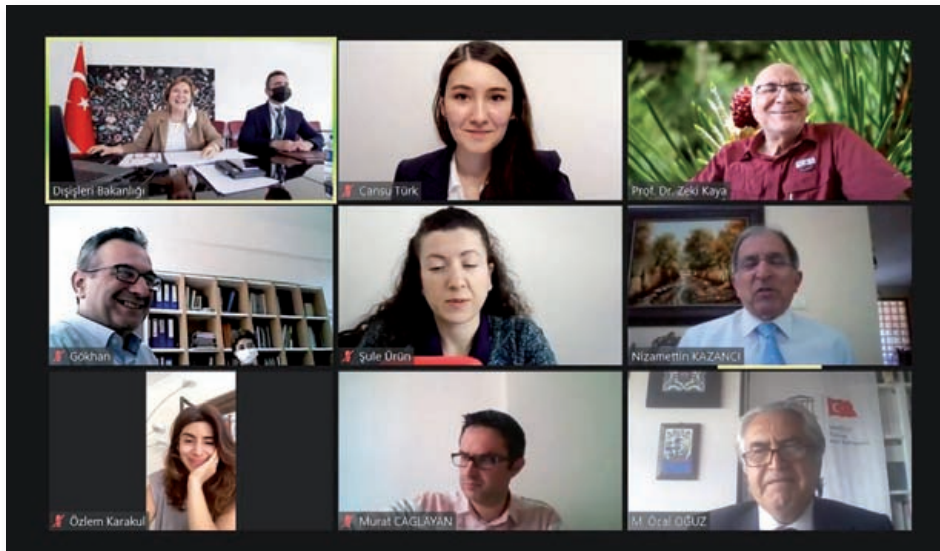 Dışişleri Bakanlığı
Cansu Türk
Prof. Dr. Zeki Kaya
Gökhan
Şule Ürün
Nizamettin KAZANCI
Özlem Karakul
Murat CAGLAYAN
M. Öcal OĞUZ